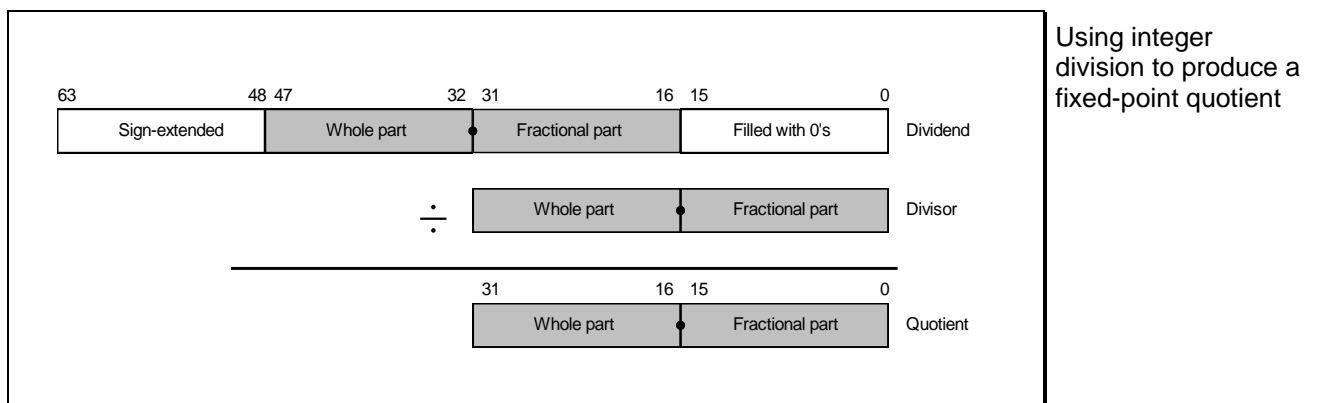 Using integer
division to produce a
fixed-point quotient
63 48 47 32 31 16 15 0
Sign-extended Whole part Fractional part Filled with 0's Dividend
÷ Whole part Fractional part Divisor
31 16 15 0
Whole part Fractional part Quotient